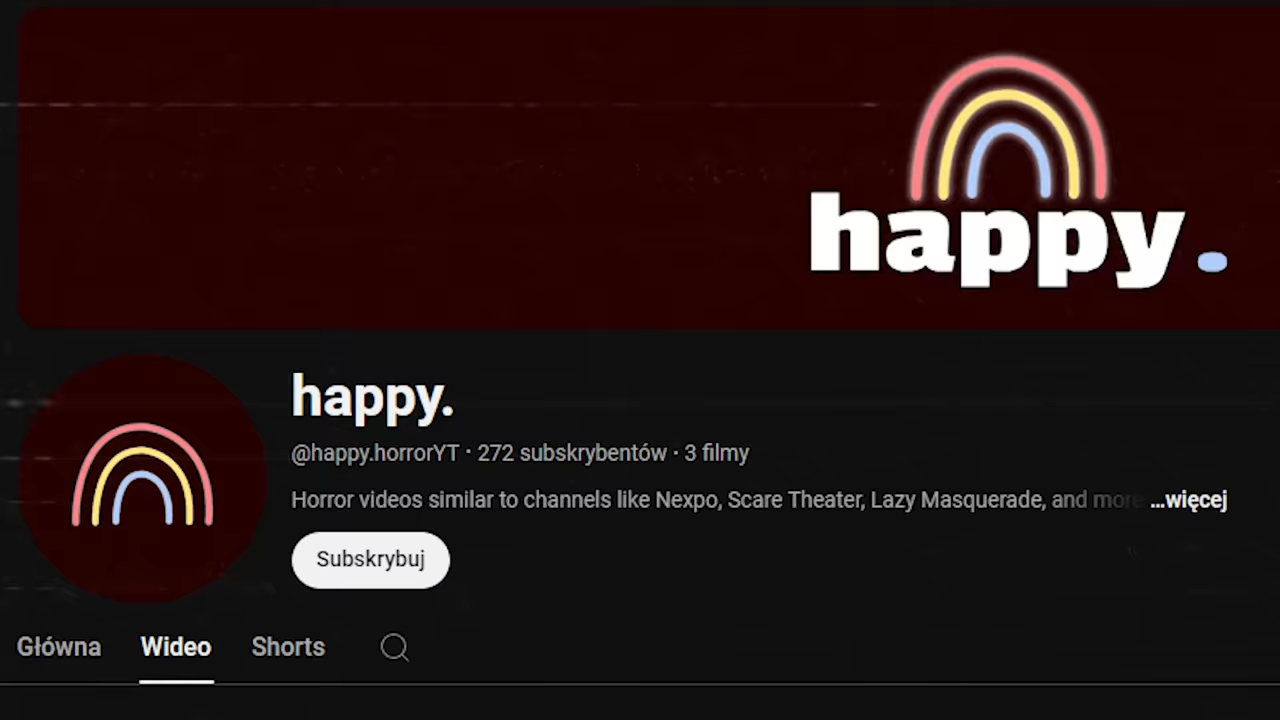 happy.
happy.
@happy.horrorYT · 272 subskrybentów · 3 filmy
Horror videos similar to channels like Nexpo, Scare Theater, Lazy Masquerade, and more ...więcej
Subskrybuj
Główna Wideo Shorts